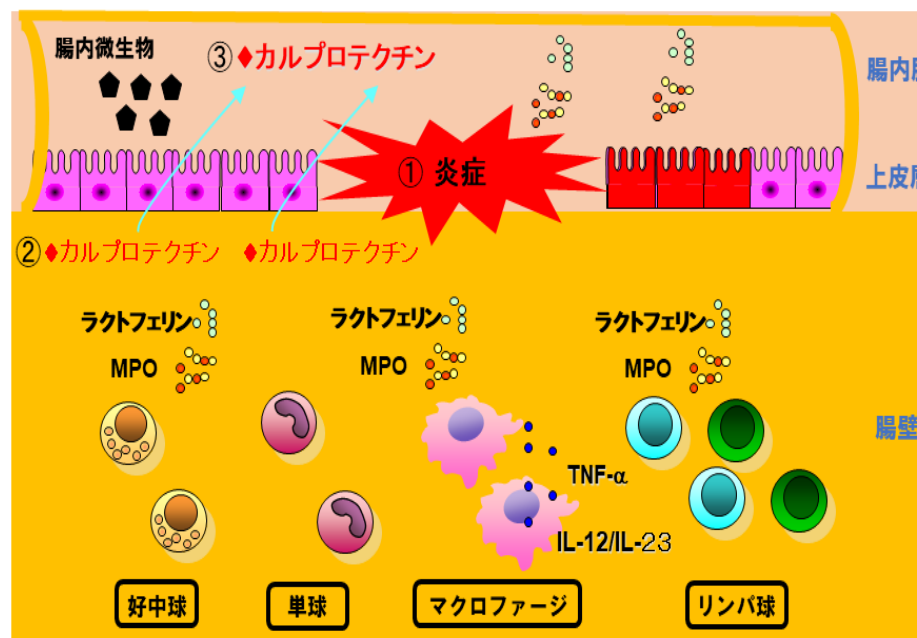 腸内微生物
③♦カルプロテクチン
腸内腔
① 炎症
上皮
②♦カルプロテクチン
♦カルプロテクチン
ラクトフェリン
MPO
ラクトフェリン
MPO
ラクトフェリン
MPO
腸壁
TNF-α
IL-12/IL-23
好中球
単球
マクロファージ
リンパ球